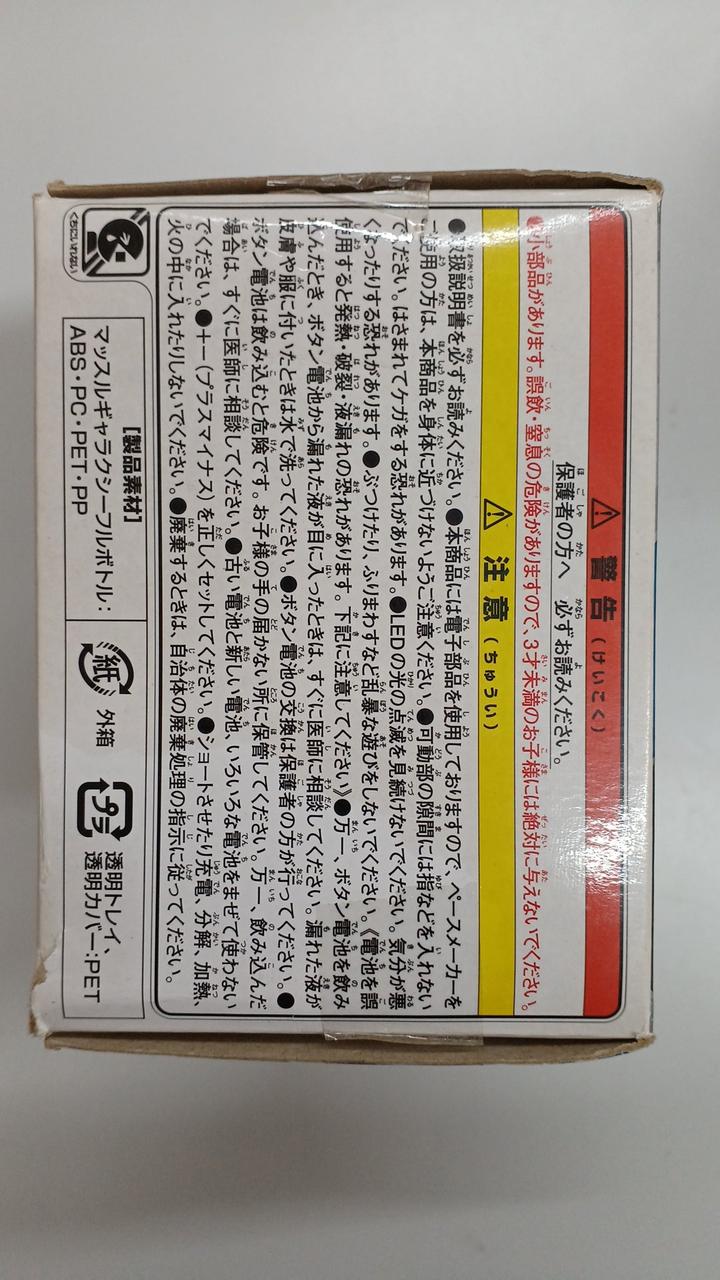 ⚠ 警告(けいこく)
保護者の方へ 必ずお読みください。
●小部品があります。誤飲・窒息の危険がありますので、3才未満のお子様には絶対に与えないでください。
⚠ 注意(ちゅうい)
●取扱説明書を必ずお読みください。●本商品には電子部品を使用しておりますので、ペースメーカーを
ご使用の方は、本商品を身体に近づけないようご注意ください。●可動部の隙間には指などを入れない
でください。はさまれてケガをする恐れがあります。●LEDの光の点滅を見続けないでください。気分が悪
くなったりする恐れがあります。●ぶつけたり、ふりまわすなど乱暴な遊びをしないでください。《電池を誤
使用すると発熱・破裂・液漏れの恐れがあります。下記に注意してください》●万一、ボタン電池を飲み
込んだとき、ボタン電池から漏れた液が目に入ったときは、すぐに医師に相談してください。漏れた液が
皮膚や服に付いたときは水で洗ってください。●ボタン電池の交換は保護者の方が行ってください。●
ボタン電池は飲み込むと危険です。お子様の手の届かない所に保管してください。万一、飲み込んだ
場合は、すぐに医師に相談してください。●古い電池と新しい電池、いろいろな電池をまぜて使わない
でください。●+-(プラスマイナス)を正しくセットしてください。●ショートさせたり充電、分解、加熱、
火の中に入れたりしないでください。●廃棄するときは、自治体の廃棄処理の指示に従ってください。
くちにいれない
[製品素材]
マッスルギャラクシーフルボトル:
ABS・PC・PET・PP
紙 外箱
プラ 透明トレイ、
透明カバー:PET